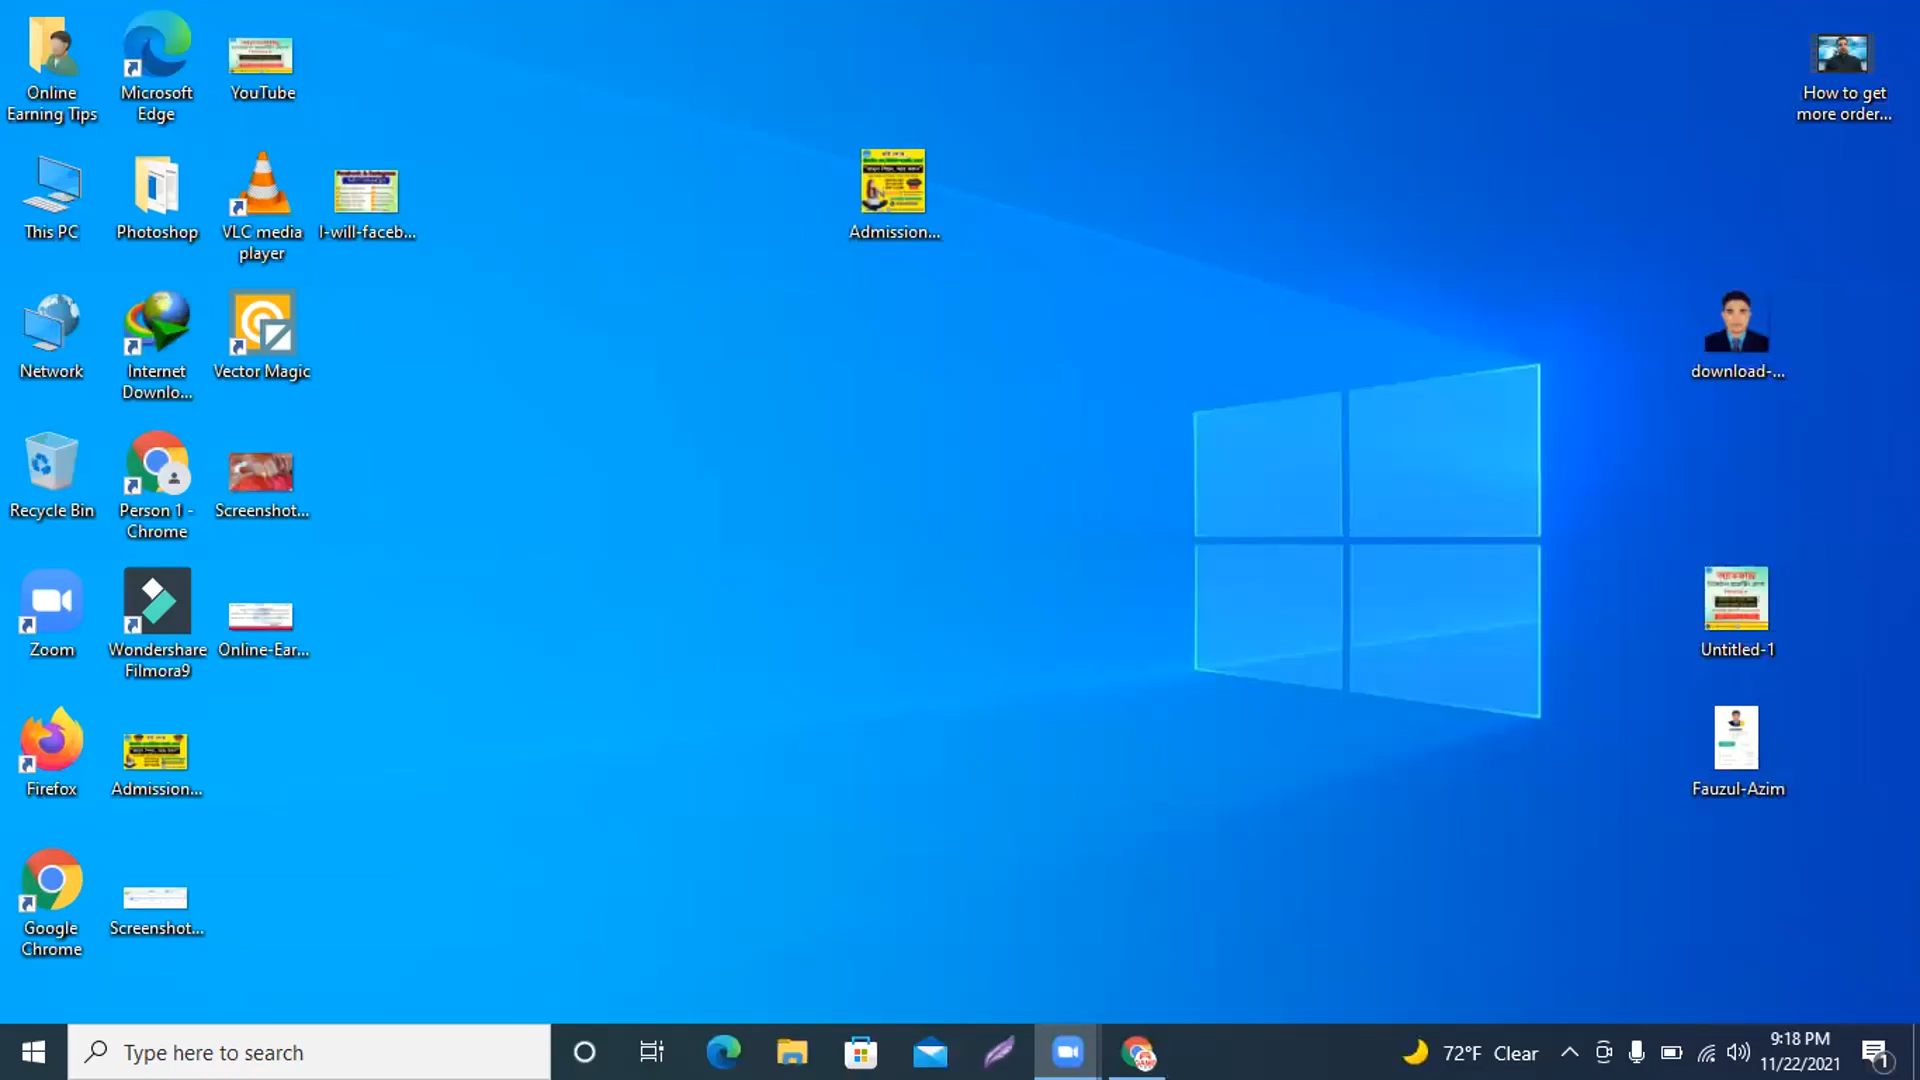 Online
Earning Tips
Microsoft
Edge
YouTube
How to get
more order...
This PC
Photoshop
VLC media
player
I-will-faceb...
Admission...
Network
Internet
Downlo...
Vector Magic
download-...
Recycle Bin
Person 1 -
Chrome
Screenshot...
Zoom
Wondershare
Filmora9
Online-Ear...
Untitled-1
Firefox
Admission...
Fauzul-Azim
Google
Chrome
Screenshot...
Type here to search
72°F Clear
9:18 PM
11/22/2021
1